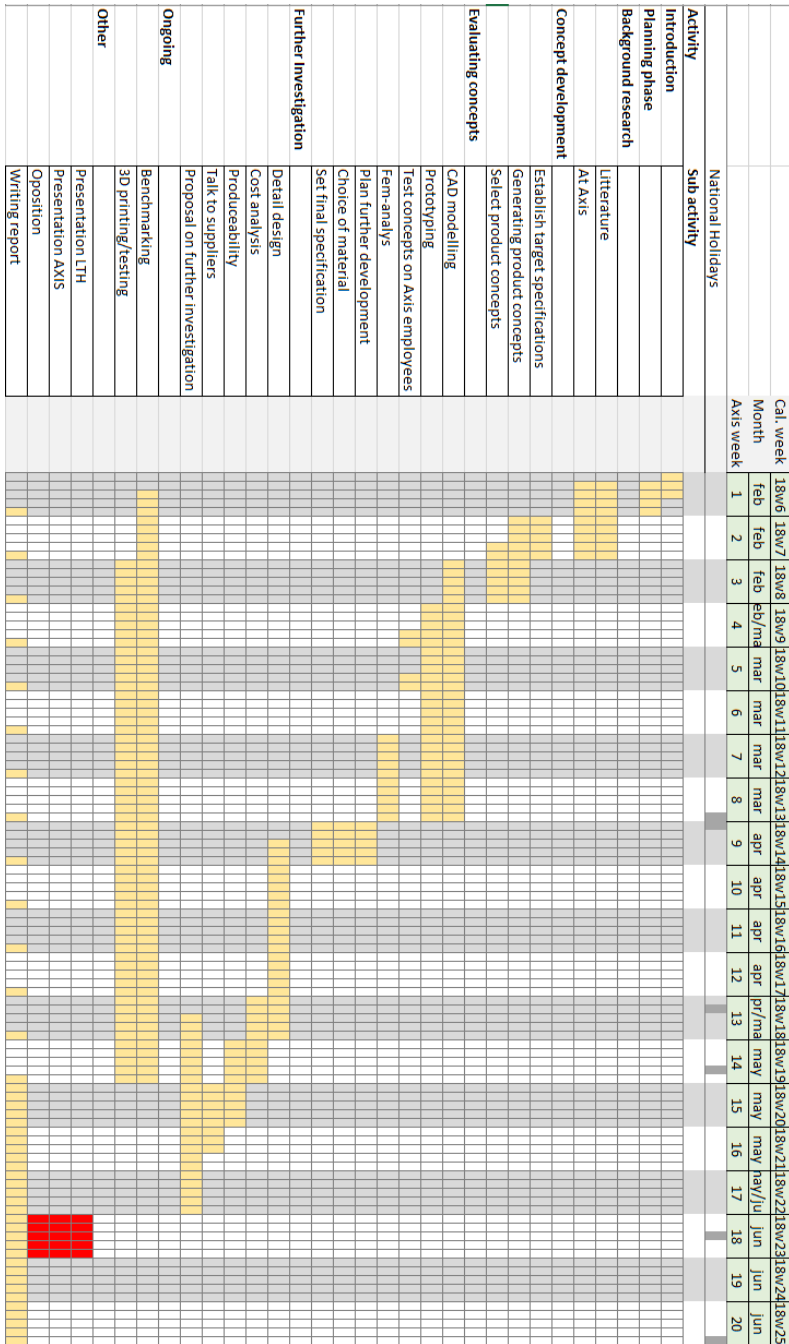 Cal. week 18w6 18w7 18w8 18w9 18w10 18w11 18w12 18w13 18w14 18w15 18w16 18w17 18w18 18w19 18w20 18w21 18w22 18w23 18w24 18w25
Month feb feb feb eb/ma mar mar mar mar apr apr apr apr pr/ma may may may nay/ju jun jun jun
Axis week 1 2 3 4 5 6 7 8 9 10 11 12 13 14 15 16 17 18 19 20
National Holidays
Activity Sub activity
Introduction
Planning phase
Background research
Litterature
At Axis
Concept development
Establish target specifications
Generating product concepts
Select product concepts
Evaluating concepts
CAD modelling
Prototyping
Test concepts on Axis employees
Fem-analys
Plan further development
Choice of material
Set final specification
Further Investigation
Detail design
Cost analysis
Produceability
Talk to suppliers
Proposal on further investigation
Ongoing
Benchmarking
3D printing/testing
Other
Presentation LTH
Presentation AXIS
Oposition
Writing report